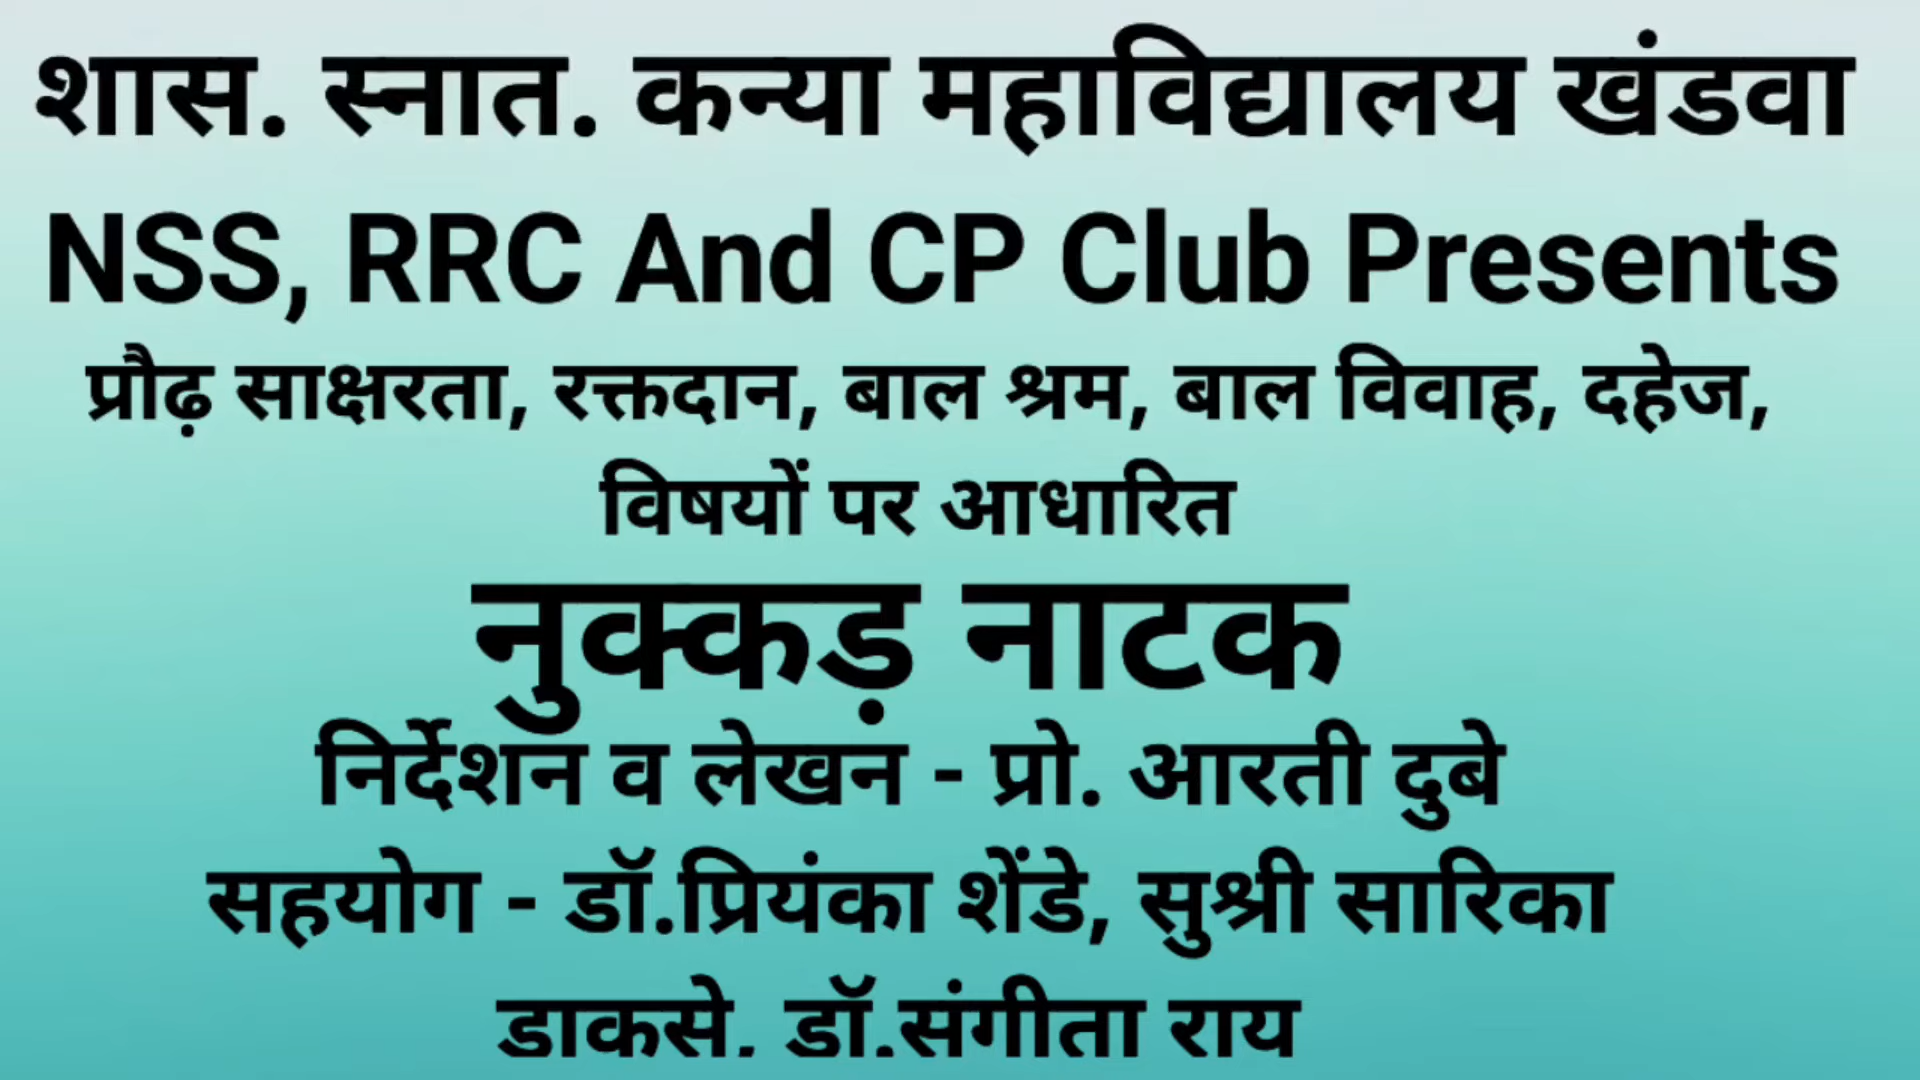 शास. स्नात. कन्या महाविद्यालय खंडवा
NSS, RRC And CP Club Presents
प्रौढ़ साक्षरता, रक्तदान, बाल श्रम, बाल विवाह, दहेज,
विषयों पर आधारित
नुक्कड़ नाटक
निर्देशन व लेखन - प्रो. आरती दुबे
सहयोग - डॉ.प्रियंका शेंडे, सुश्री सारिका
डाकसे, डॉ.संगीता राय